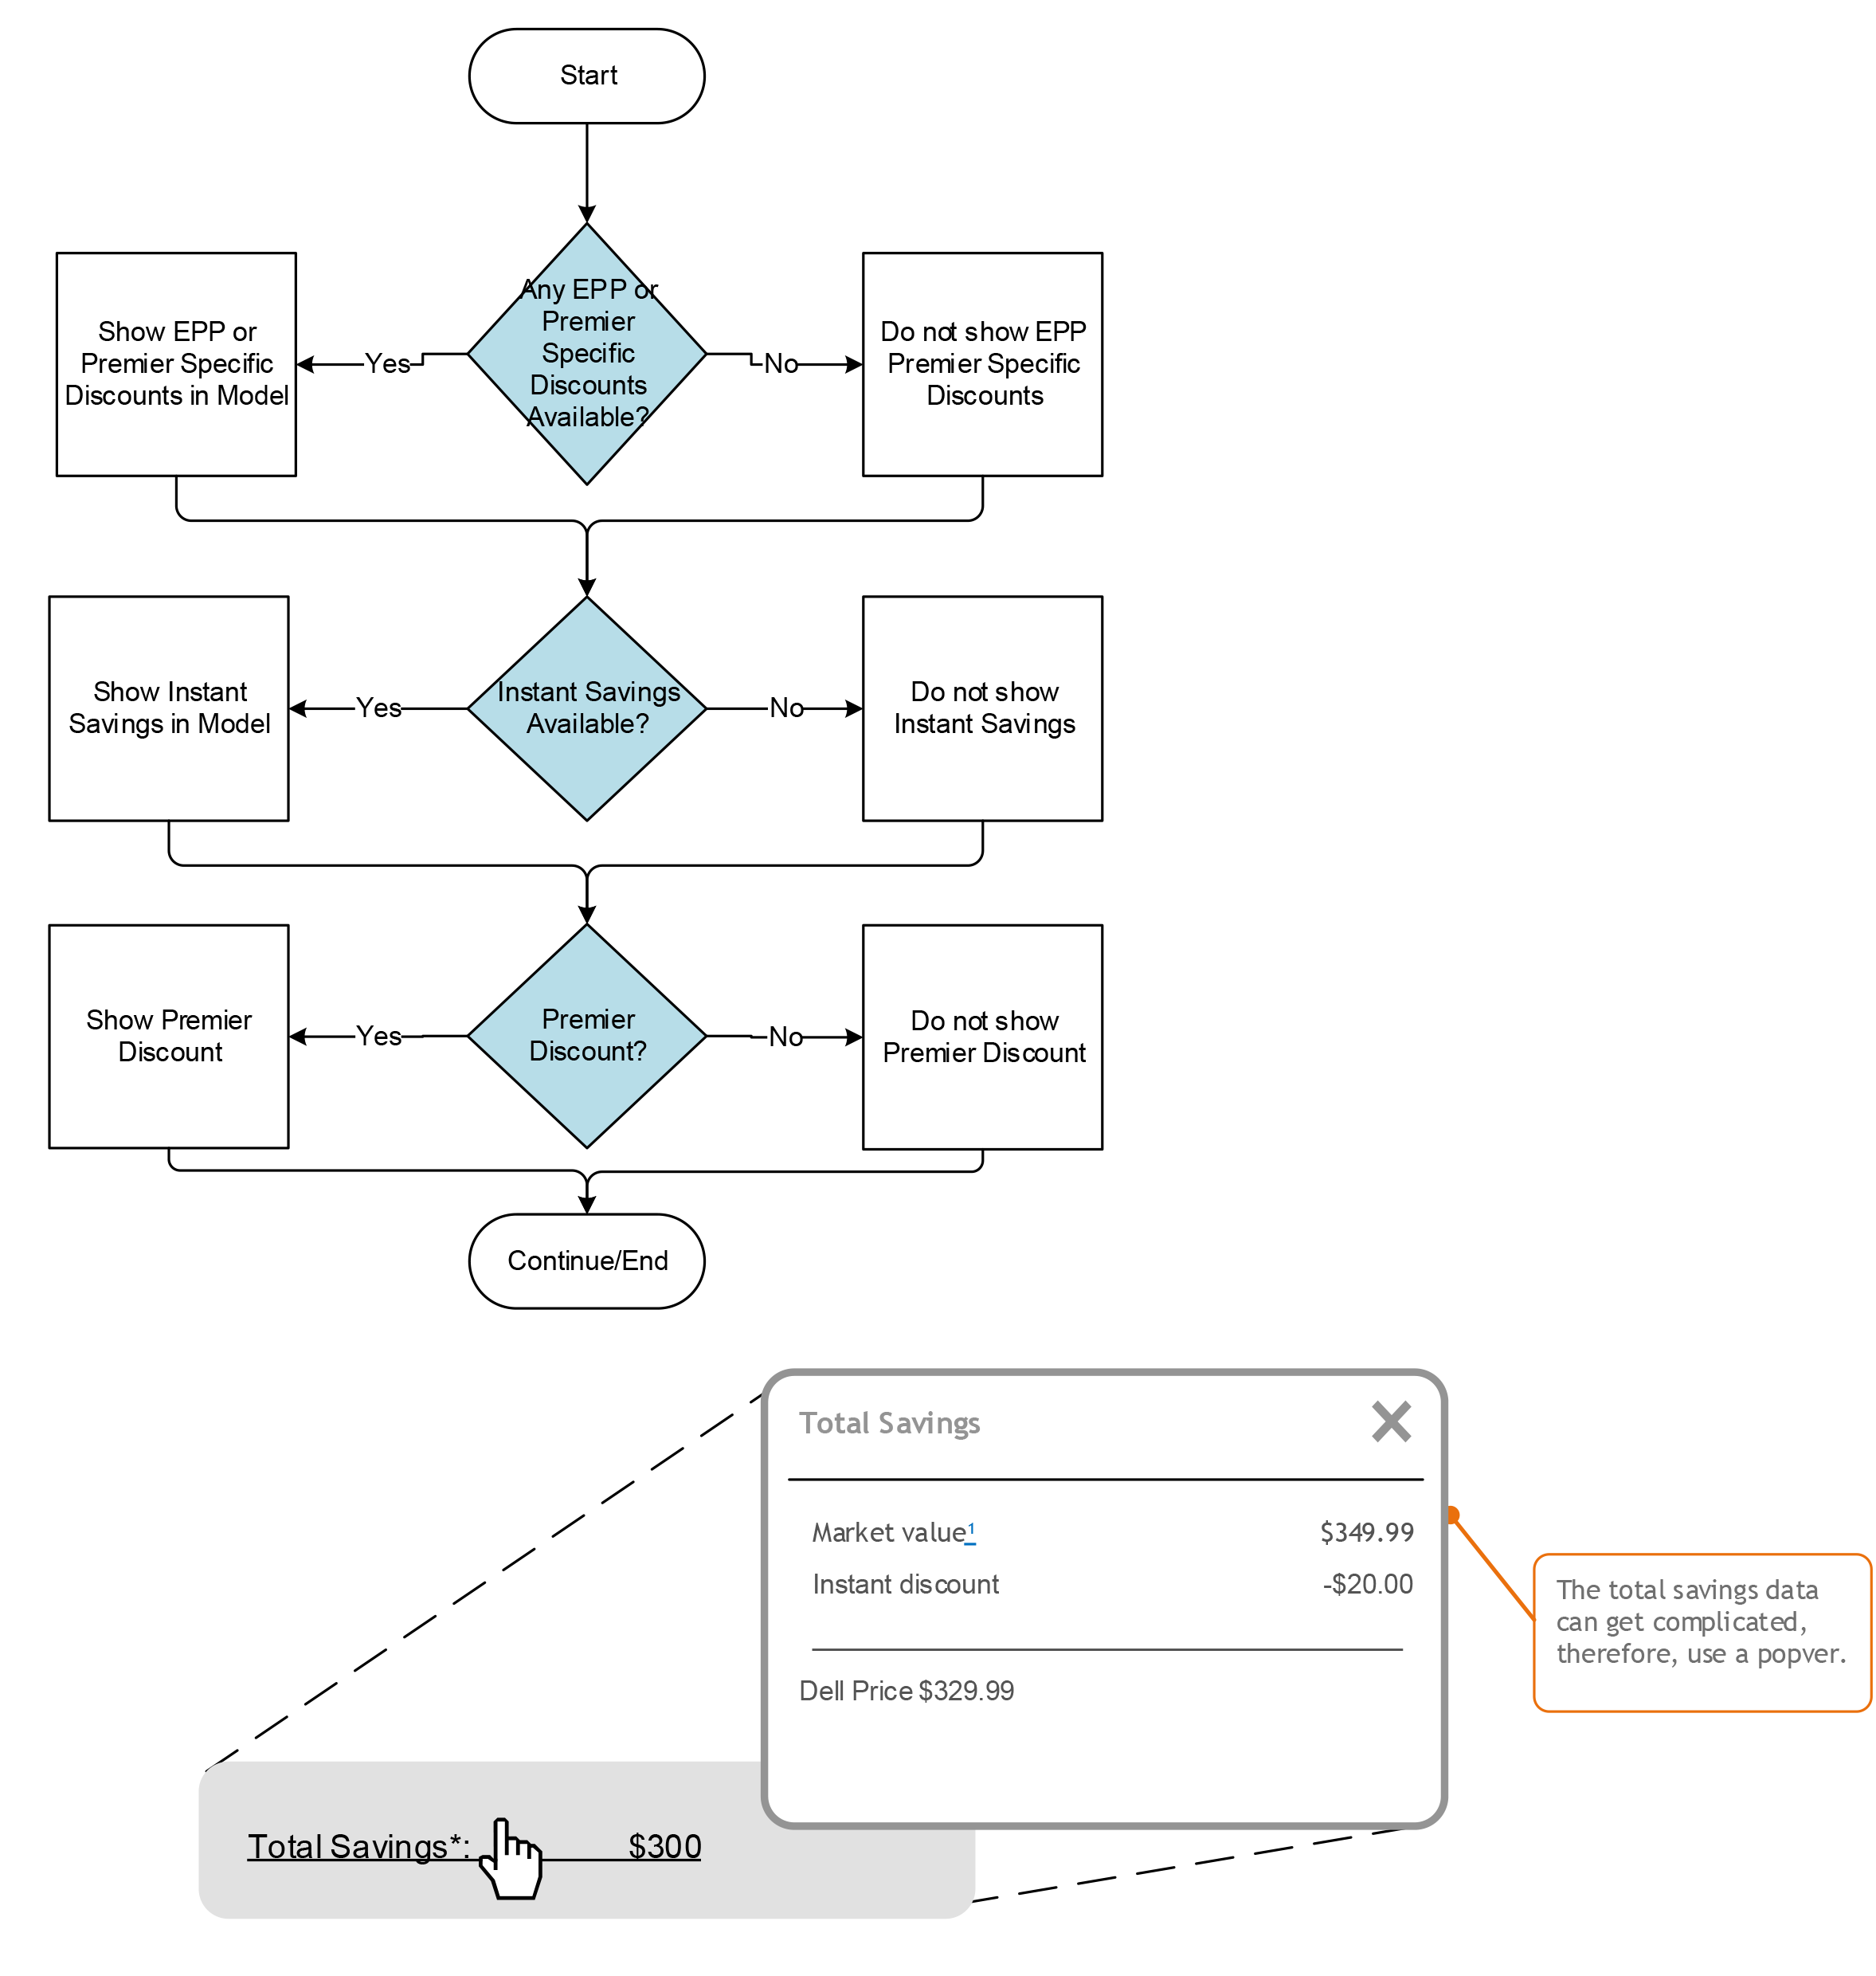 Start
Show EPP or
Premier Specific
Discounts in Model
Yes
Any EPP or
Premier
Specific
Discounts
Available?
No
Do not show EPP
Premier Specific
Discounts
Show Instant
Savings in Model
Yes
Instant Savings
Available?
No
Do not show
Instant Savings
Show Premier
Discount
Yes
Premier
Discount?
No
Do not show
Premier Discount
Continue/End
Total Savings
Market value¹ $349.99
Instant discount -$20.00
Dell Price $329.99
The total savings data
can get complicated,
therefore, use a popver.
Total Savings*: $300